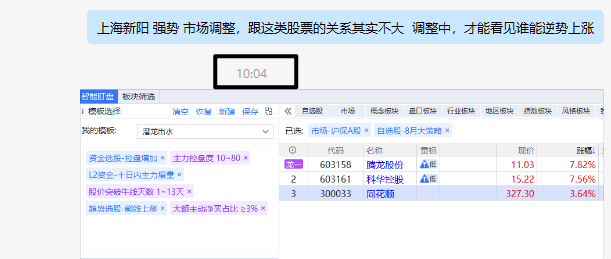 上海新阳 强势 市场调整，跟这类股票的关系其实不大 调整中，才能看见谁能逆势上涨
10:04
智能盯盘 板块筛选
模板选择 清空 恢复 新建 保存
我的模板： 潜龙出水
资金选股-控盘增加 × 主力控盘度 10~80 ×
L2资金-十日内主力爆量 ×
股价突破牛线天数 1~13天 ×
趋势选股-戴线上移 × 大额主动净买占比 ≥3% ×
自选股 市场 概念板块 盘口板块 行业板块 地区板块 指数板块 风格板块
已选： 市场-沪深A股 × 自选股-8月大策略 ×
代码 名称 雷标 现价 涨幅↓
龙一 603158 腾龙股份 低 11.03 7.82%
2 603161 科华控股 低 15.22 7.56%
3 300033 同花顺 327.30 3.64%